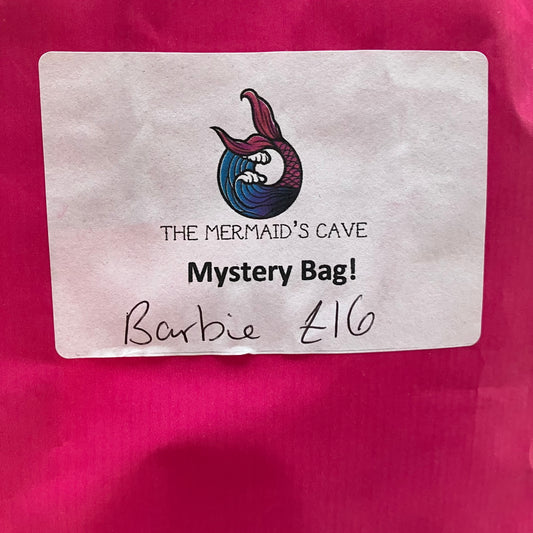 THE MERMAID'S CAVE
Mystery Bag!
Barbie £16